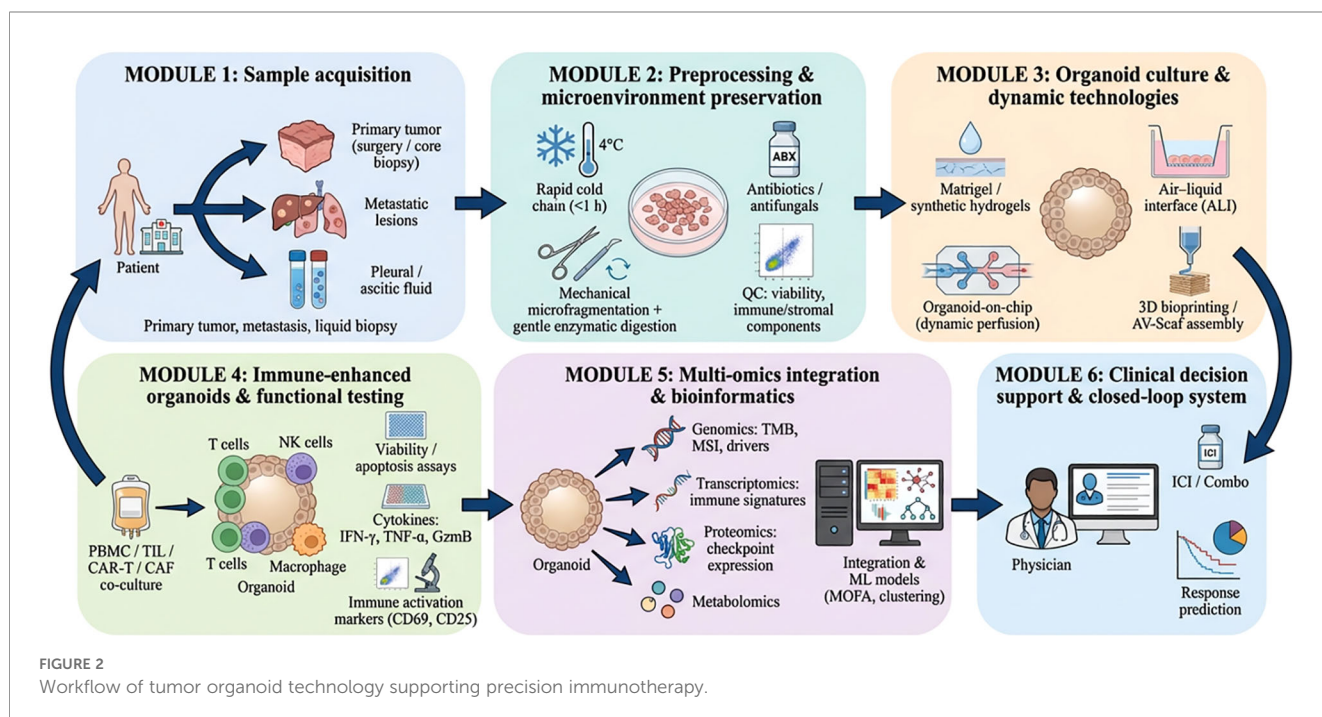 MODULE 1: Sample acquisition
Primary tumor
(surgery / core
biopsy)
Metastatic
lesions
Patient
Pleural /
ascitic fluid
Primary tumor, metastasis, liquid biopsy
MODULE 2: Preprocessing &
microenvironment preservation
4°C
Rapid cold
chain (<1 h)
ABX
Antibiotics /
antifungals
Mechanical
microfragmentation +
gentle enzymatic digestion
QC: viability,
immune/stromal
components
MODULE 3: Organoid culture &
dynamic technologies
Matrigel /
synthetic hydrogels
Air–liquid
interface (ALI)
Organoid-on-chip
(dynamic perfusion)
3D bioprinting /
AV-Scaf assembly
MODULE 4: Immune-enhanced
organoids & functional testing
T cells
NK cells
Viability /
apoptosis assays
Cytokines:
IFN-γ, TNF-α, GzmB
PBMC / TIL /
CAR-T / CAF
co-culture
T cells
Macrophage
Organoid
Immune activation
markers (CD69, CD25)
MODULE 5: Multi-omics integration
& bioinformatics
Genomics: TMB,
MSI, drivers
Transcriptomics:
immune signatures
Organoid
Proteomics:
checkpoint
expression
Metabolomics
Integration &
ML models
(MOFA, clustering)
MODULE 6: Clinical decision
support & closed-loop system
ICI
ICI / Combo
Physician
Response
prediction
FIGURE 2
Workflow of tumor organoid technology supporting precision immunotherapy.